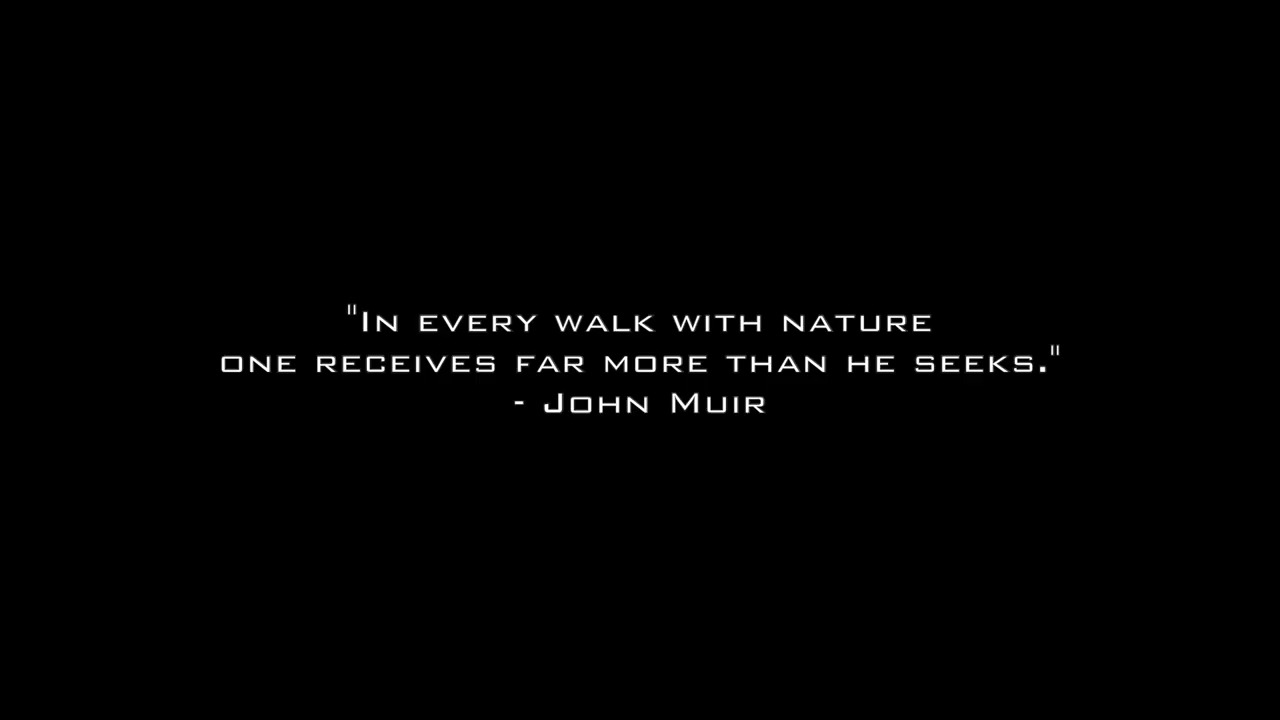 "In every walk with nature
one receives far more than he seeks."
- John Muir